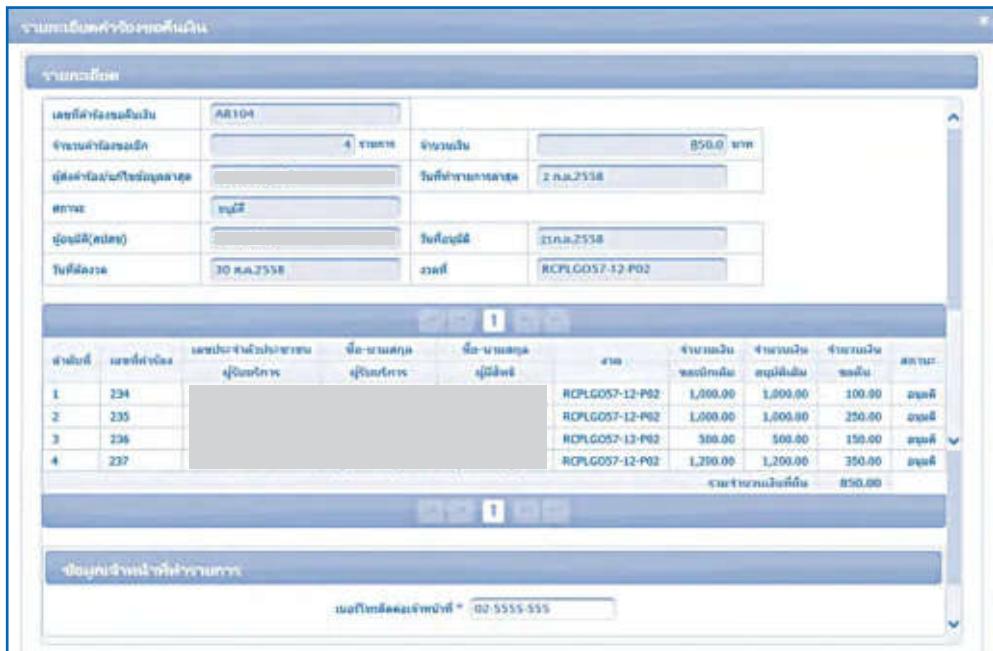 รายละเอียดคำร้องขอคืนเงิน
รายละเอียด
เลขที่คำร้องขอคืนเงิน AR104
จำนวนคำร้องขอเบิก 4 รายการ จำนวนเงิน 850.0 บาท
ผู้ส่งคำร้อง/แก้ไขข้อมูลล่าสุด วันที่ทำรายการล่าสุด 2 ก.ค.2558
สถานะ อนุมัติ
ผู้อนุมัติ(สปสช) วันที่อนุมัติ ก.ค.2558
วันที่ตัดงวด 30 ต.ค.2558 งวดที่ RCPLGO57-12-P02
1
ลำดับที่ เลขที่คำร้อง เลขประจำตัวประชาชน ชื่อ-นามสกุล ชื่อ-นามสกุล งวด จำนวนเงิน จำนวนเงิน จำนวนเงิน สถานะ
ผู้รับบริการ ผู้รับบริการ ผู้มีสิทธิ ขอเบิกเดิม อนุมัติเดิม ขอคืน
1 234 RCPLGO57-12-P02 1,000.00 1,000.00 100.00 อนุมติ
2 235 RCPLGO57-12-P02 1,000.00 1,000.00 250.00 อนุมติ
3 236 RCPLGO57-12-P02 500.00 500.00 150.00 อนุมติ
4 237 RCPLGO57-12-P02 1,200.00 1,200.00 350.00 อนุมติ
รวมจำนวนเงินที่คืน 850.00
1
ข้อมูลเจ้าหน้าที่ทำรายการ
เบอร์โทรติดต่อเจ้าหน้าที่ * 02-5555-555